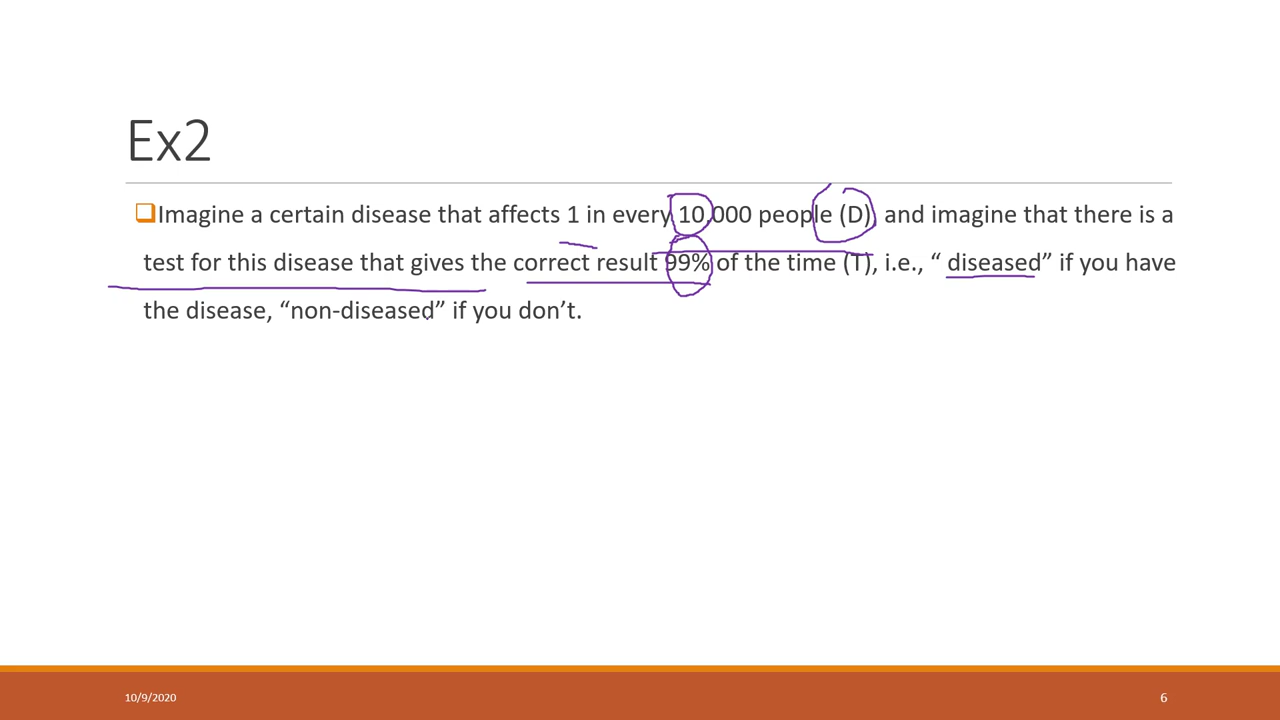 Ex2
Imagine a certain disease that affects 1 in every 10,000 people (D), and imagine that there is a
test for this disease that gives the correct result 99% of the time (T), i.e., “ diseased” if you have
the disease, “non-diseased” if you don’t.
10/9/2020
6